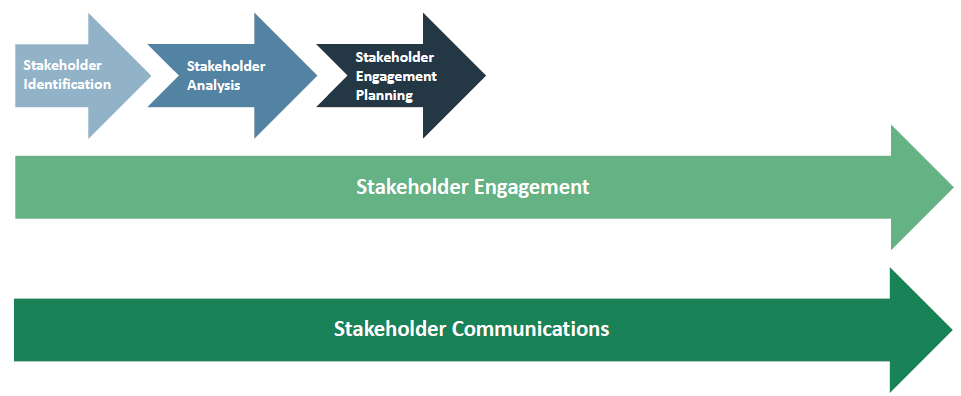 Stakeholder
Identification
Stakeholder
Analysis
Stakeholder
Engagement
Planning
Stakeholder Engagement
Stakeholder Communications